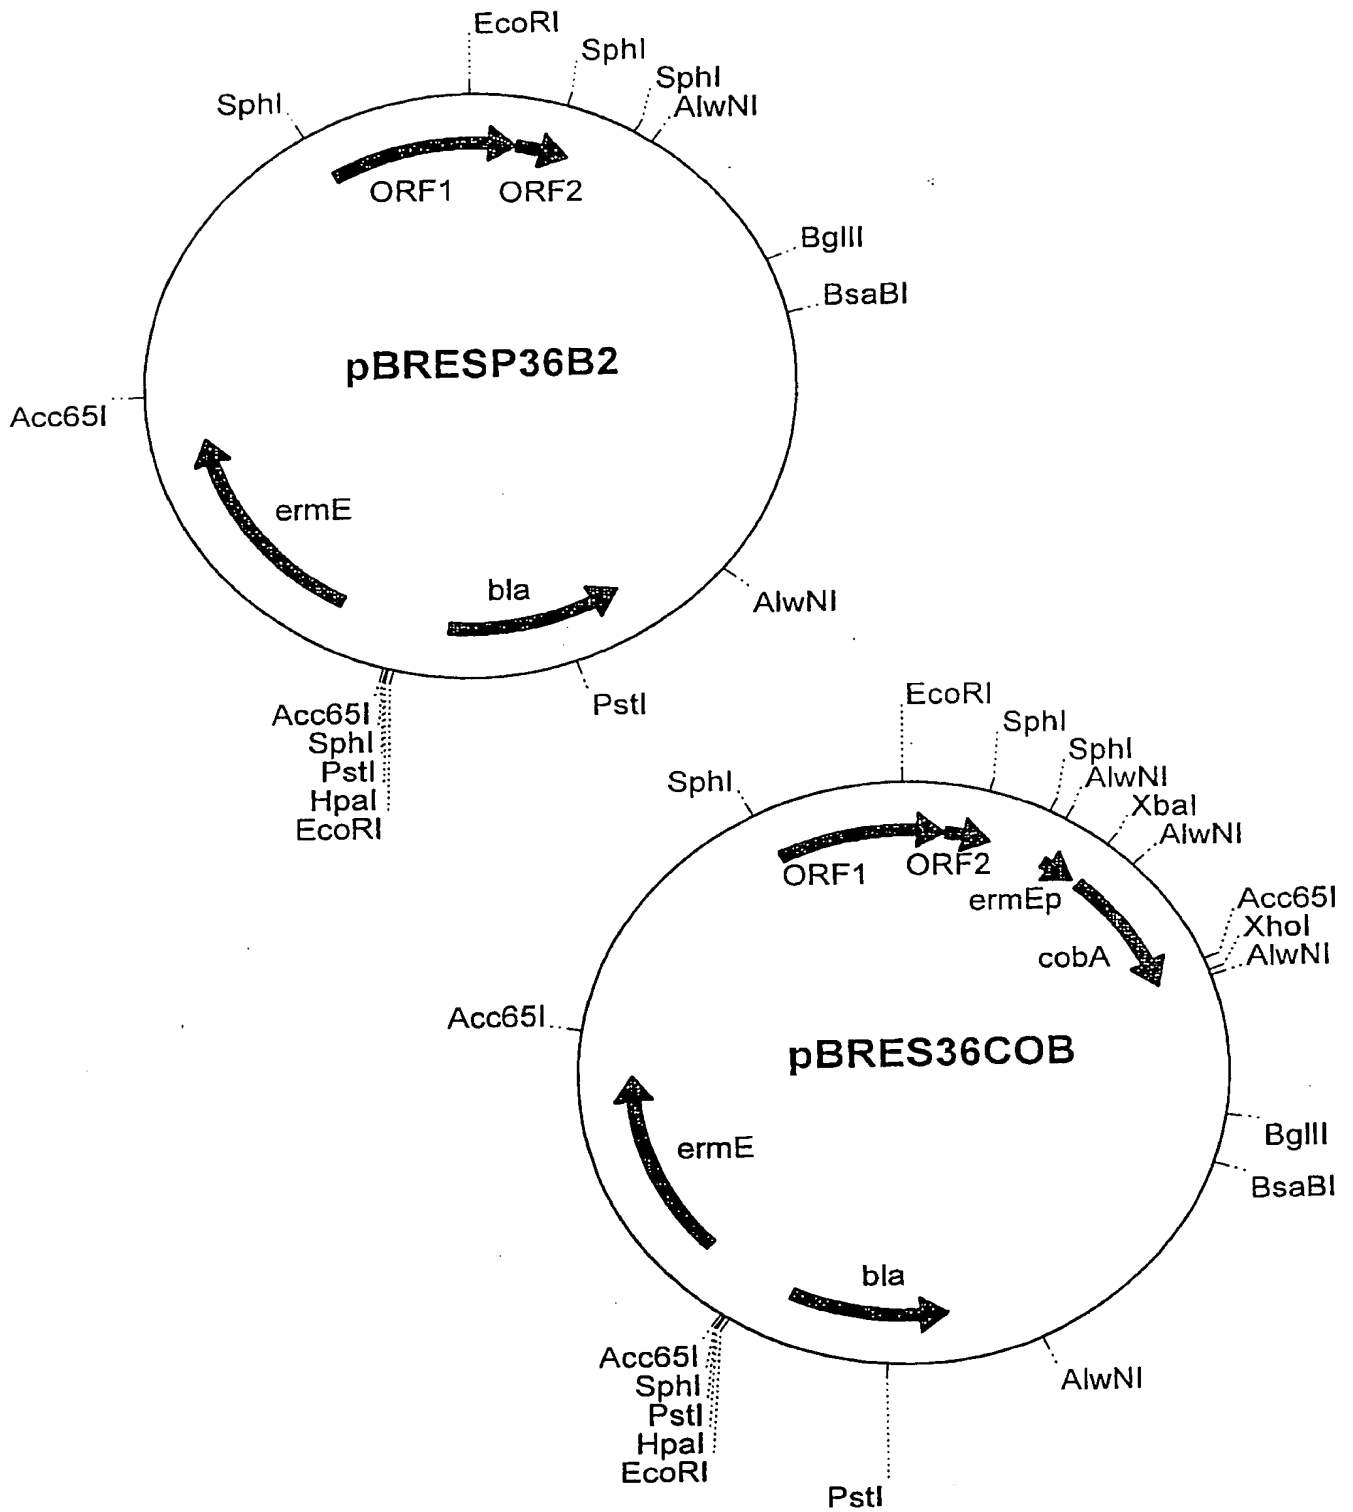 EcoRI
SphI
SphI
SphI
AlwNI
ORF1
ORF2
BglII
BsaBI
pBRESP36B2
Acc65I
ermE
bla
AlwNI
PstI
Acc65I
SphI
PstI
HpaI
EcoRI
EcoRI
SphI
SphI
SphI
AlwNI
XbaI
AlwNI
ORF1
ORF2
ermEp
Acc65I
XhoI
AlwNI
cobA
Acc65I
pBRES36COB
BglII
ermE
BsaBI
bla
Acc65I
SphI
PstI
HpaI
EcoRI
AlwNI
PstI